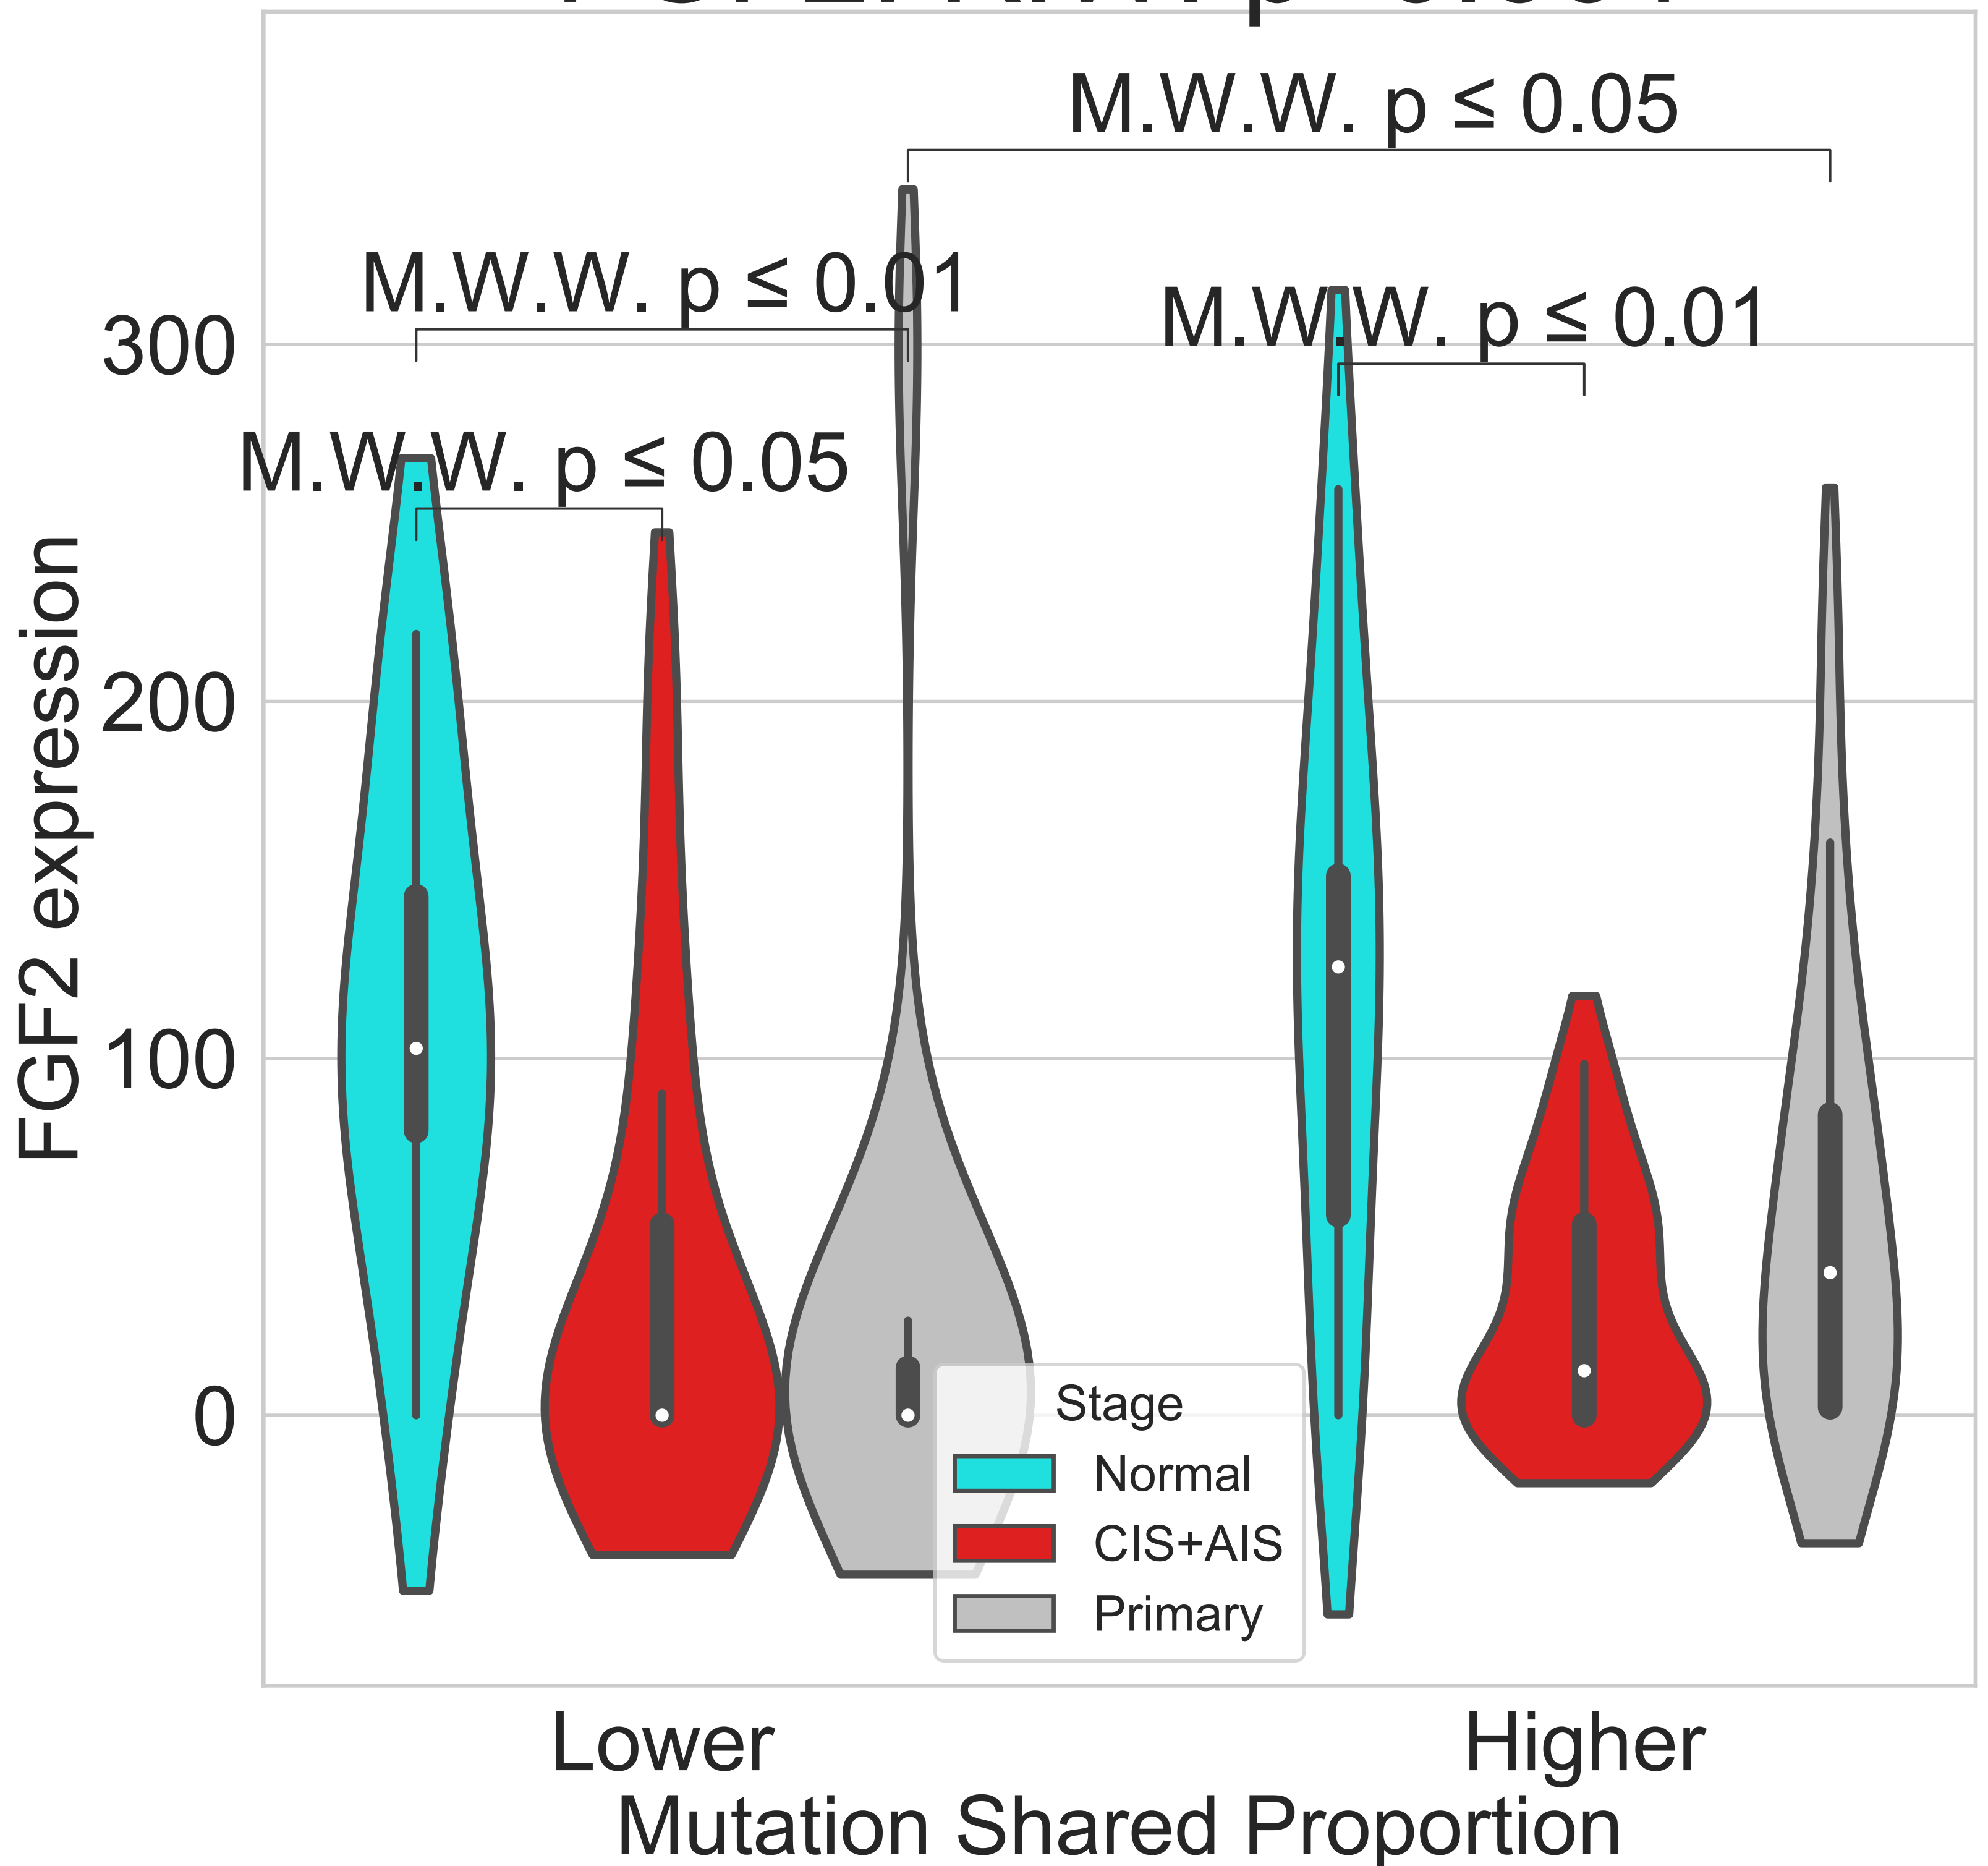 M.W.W. p ≤ 0.05
M.W.W. p ≤ 0.01
M.W.W. p ≤ 0.01
M.W.W. p ≤ 0.05
300
200
100
0
FGF2 expression
Stage
Normal
CIS+AIS
Primary
Lower
Higher
Mutation Shared Proportion